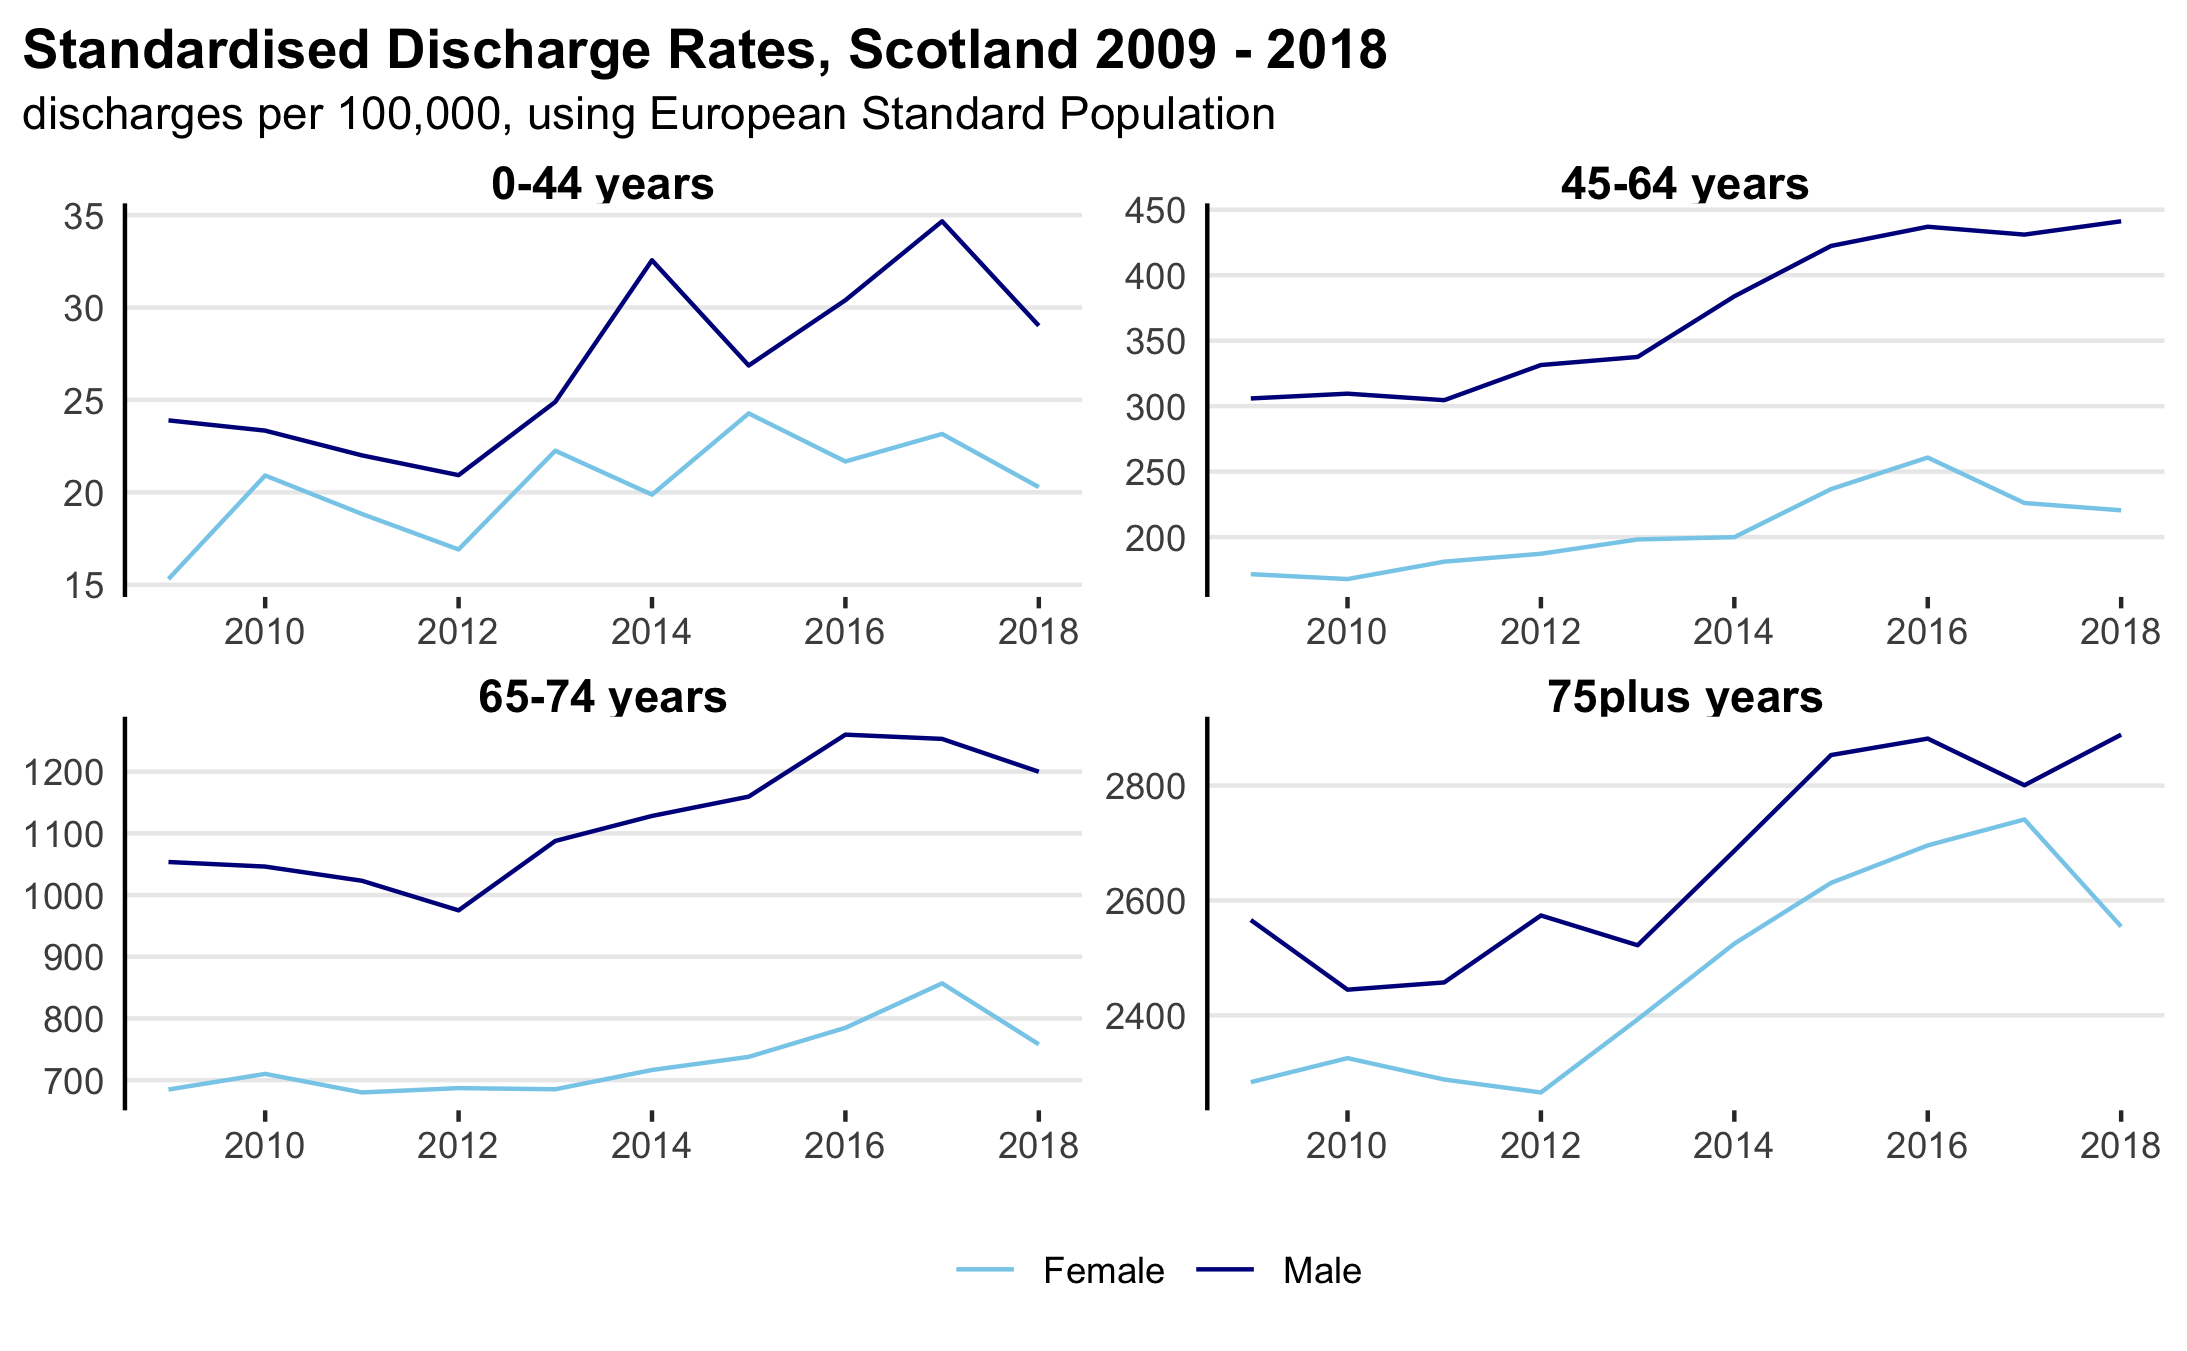 Standardised Discharge Rates, Scotland 2009 - 2018
discharges per 100,000, using European Standard Population
0-44 years
35
30
25
20
15
2010 2012 2014 2016 2018
45-64 years
450
400
350
300
250
200
2010 2012 2014 2016 2018
65-74 years
1200
1100
1000
900
800
700
2010 2012 2014 2016 2018
75plus years
2800
2600
2400
2010 2012 2014 2016 2018
Female Male